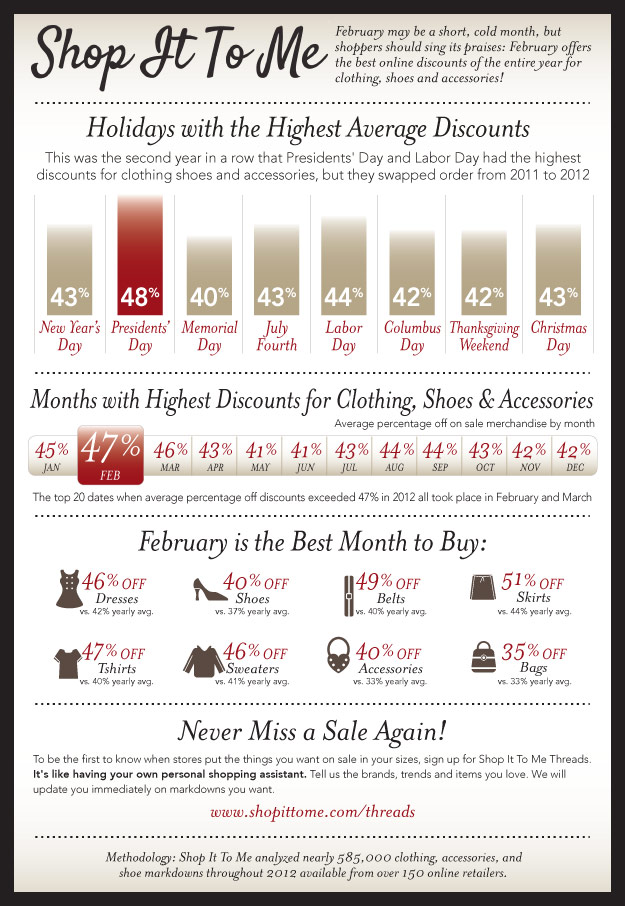 Shop It To Me
February may be a short, cold month, but
shoppers should sing its praises: February offers
the best online discounts of the entire year for
clothing, shoes and accessories!
Holidays with the Highest Average Discounts
This was the second year in a row that Presidents' Day and Labor Day had the highest
discounts for clothing shoes and accessories, but they swapped order from 2011 to 2012
43% 48% 40% 43% 44% 42% 42% 43%
New Year's Presidents' Memorial July Labor Columbus Thanksgiving Christmas
Day Day Day Fourth Day Day Weekend Day
Months with Highest Discounts for Clothing, Shoes & Accessories
Average percentage off on sale merchandise by month
45% 47% 46% 43% 41% 41% 43% 44% 44% 43% 42% 42%
JAN FEB MAR APR MAY JUN JUL AUG SEP OCT NOV DEC
The top 20 dates when average percentage off discounts exceeded 47% in 2012 all took place in February and March
February is the Best Month to Buy:
46% OFF 40% OFF 49% OFF 51% OFF
Dresses Shoes Belts Skirts
vs. 42% yearly avg. vs. 37% yearly avg. vs. 40% yearly avg. vs. 44% yearly avg.
47% OFF 46% OFF 40% OFF 35% OFF
Tshirts Sweaters Accessories Bags
vs. 40% yearly avg. vs. 41% yearly avg. vs. 33% yearly avg. vs. 33% yearly avg.
Never Miss a Sale Again!
To be the first to know when stores put the things you want on sale in your sizes, sign up for Shop It To Me Threads.
It's like having your own personal shopping assistant. Tell us the brands, trends and items you love. We will
update you immediately on markdowns you want.
www.shopittome.com/threads
Methodology: Shop It To Me analyzed nearly 585,000 clothing, accessories, and
shoe markdowns throughout 2012 available from over 150 online retailers.